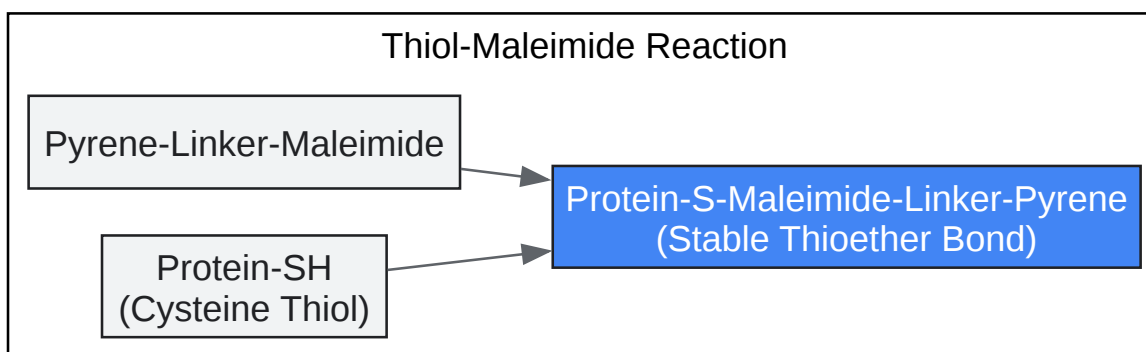 Thiol-Maleimide Reaction
Pyrene-Linker-Maleimide
Protein-SH
(Cysteine Thiol)
Protein-S-Maleimide-Linker-Pyrene
(Stable Thioether Bond)